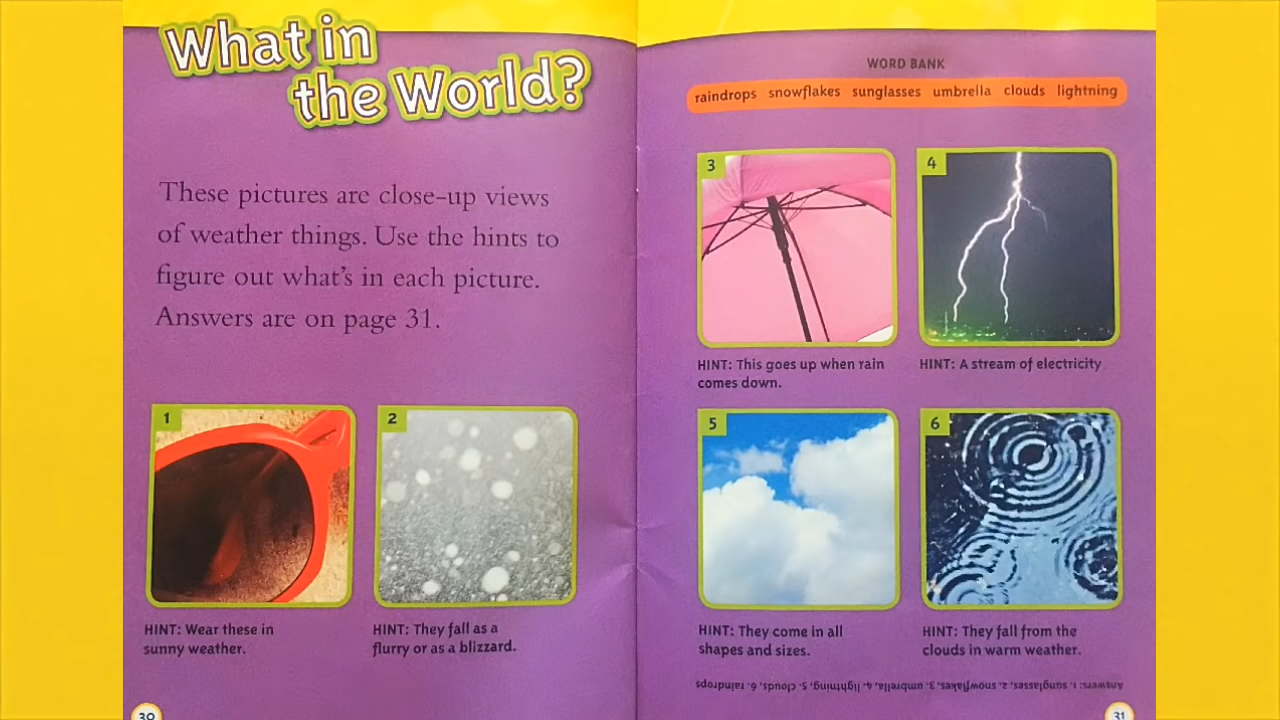 What in
the World?
These pictures are close-up views
of weather things. Use the hints to
figure out what's in each picture.
Answers are on page 31.
1
2
HINT: Wear these in
sunny weather.
HINT: They fall as a
flurry or as a blizzard.
30
WORD BANK
raindrops snowflakes sunglasses umbrella clouds lightning
3
4
HINT: This goes up when rain
comes down.
HINT: A stream of electricity
5
6
HINT: They come in all
shapes and sizes.
HINT: They fall from the
clouds in warm weather.
Answers: 1. sunglasses, 2. snowflakes, 3. umbrella, 4. lightning, 5. clouds, 6. raindrops
31